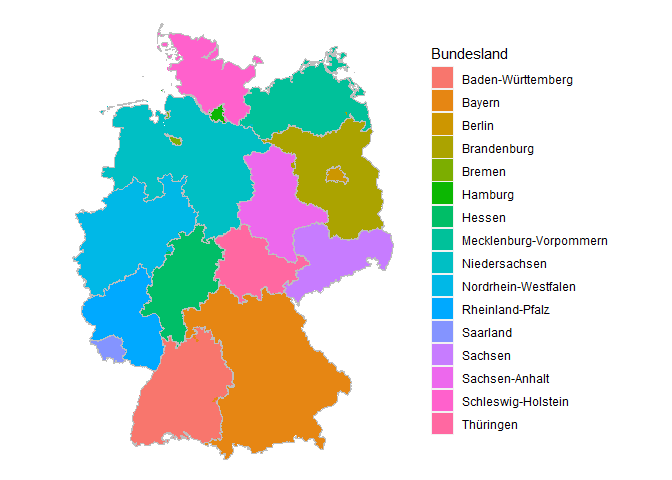 Bundesland
Baden-Württemberg
Bayern
Berlin
Brandenburg
Bremen
Hamburg
Hessen
Mecklenburg-Vorpommern
Niedersachsen
Nordrhein-Westfalen
Rheinland-Pfalz
Saarland
Sachsen
Sachsen-Anhalt
Schleswig-Holstein
Thüringen